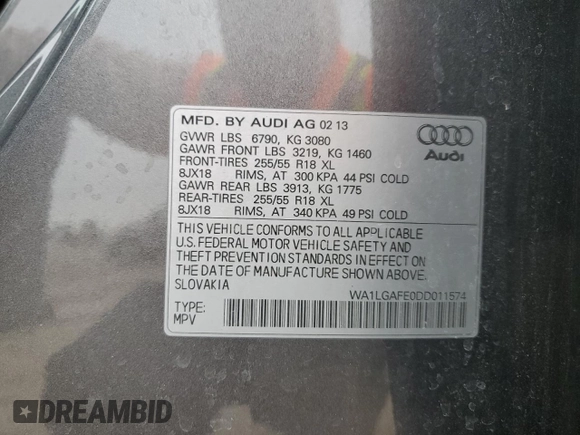 MFD. BY AUDI AG 02 13
GVWR LBS 6790, KG 3080
GAWR FRONT LBS 3219, KG 1460
FRONT-TIRES 255/55 R18 XL
8JX18 RIMS, AT 300 KPA 44 PSI COLD
GAWR REAR LBS 3913, KG 1775
REAR-TIRES 255/55 R18 XL
8JX18 RIMS, AT 340 KPA 49 PSI COLD
Audi
THIS VEHICLE CONFORMS TO ALL APPLICABLE
U.S. FEDERAL MOTOR VEHICLE SAFETY AND
THEFT PREVENTION STANDARDS IN EFFECT ON
THE DATE OF MANUFACTURE SHOWN ABOVE.
SLOVAKIA
WA1LGAFE0DD011574
TYPE:
MPV
DREAMBID